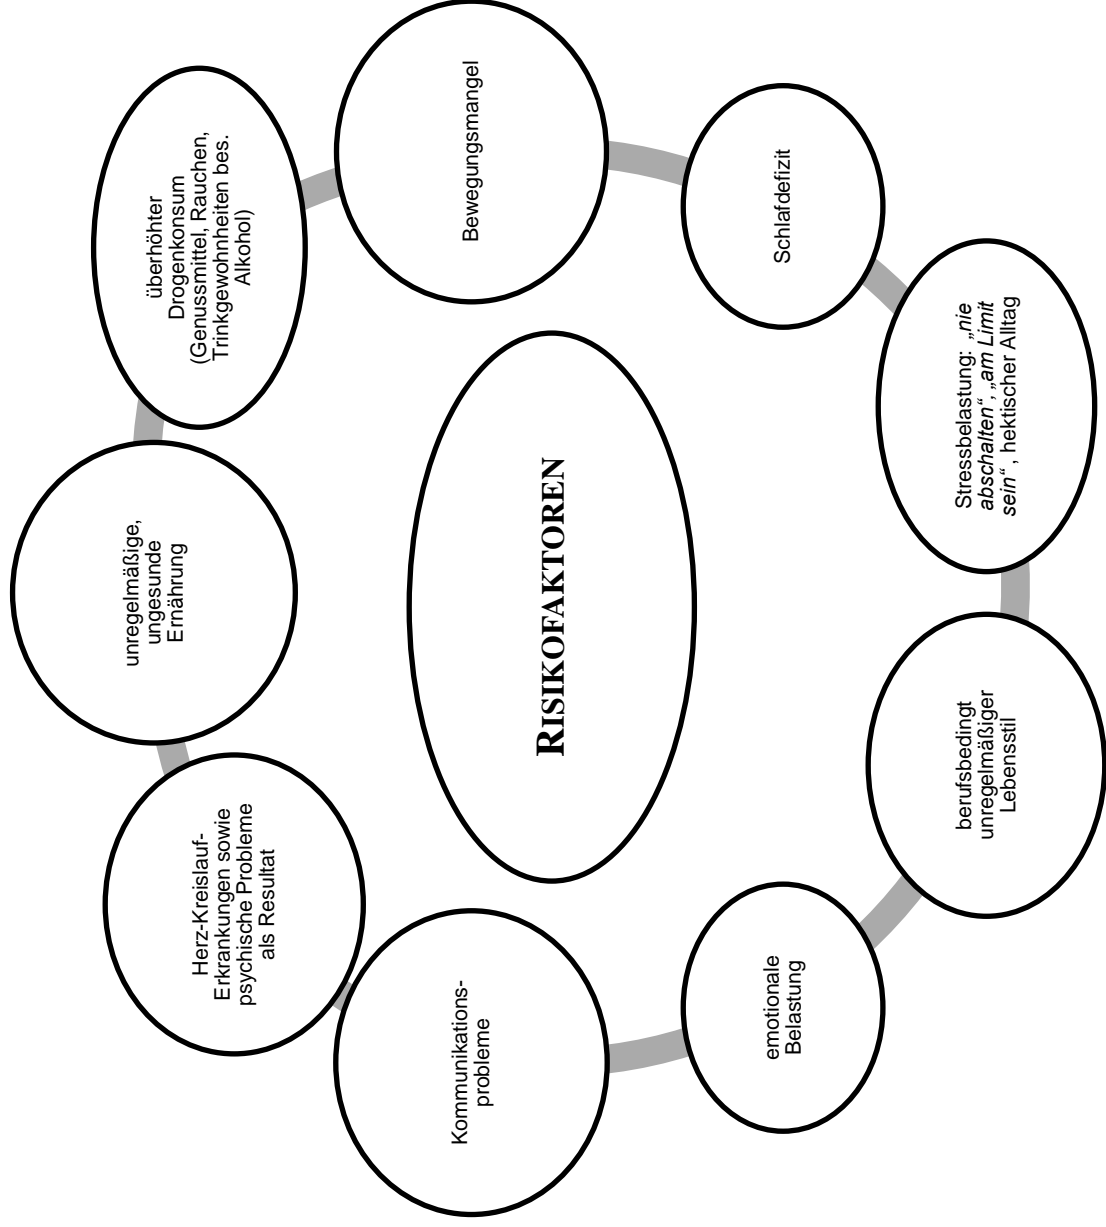 RISIKOFAKTOREN
unregelmäßige,
ungesunde
Ernährung
überhöhter
Drogenkonsum
(Genussmittel, Rauchen,
Trinkgewohnheiten bes.
Alkohol)
Bewegungsmangel
Schlafdefizit
Stressbelastung: „nie
abschalten“, „am Limit
sein“ , hektischer Alltag
berufsbedingt
unregelmäßiger
Lebensstil
emotionale
Belastung
Kommunikations-
probleme
Herz-Kreislauf-
Erkrankungen sowie
psychische Probleme
als Resultat